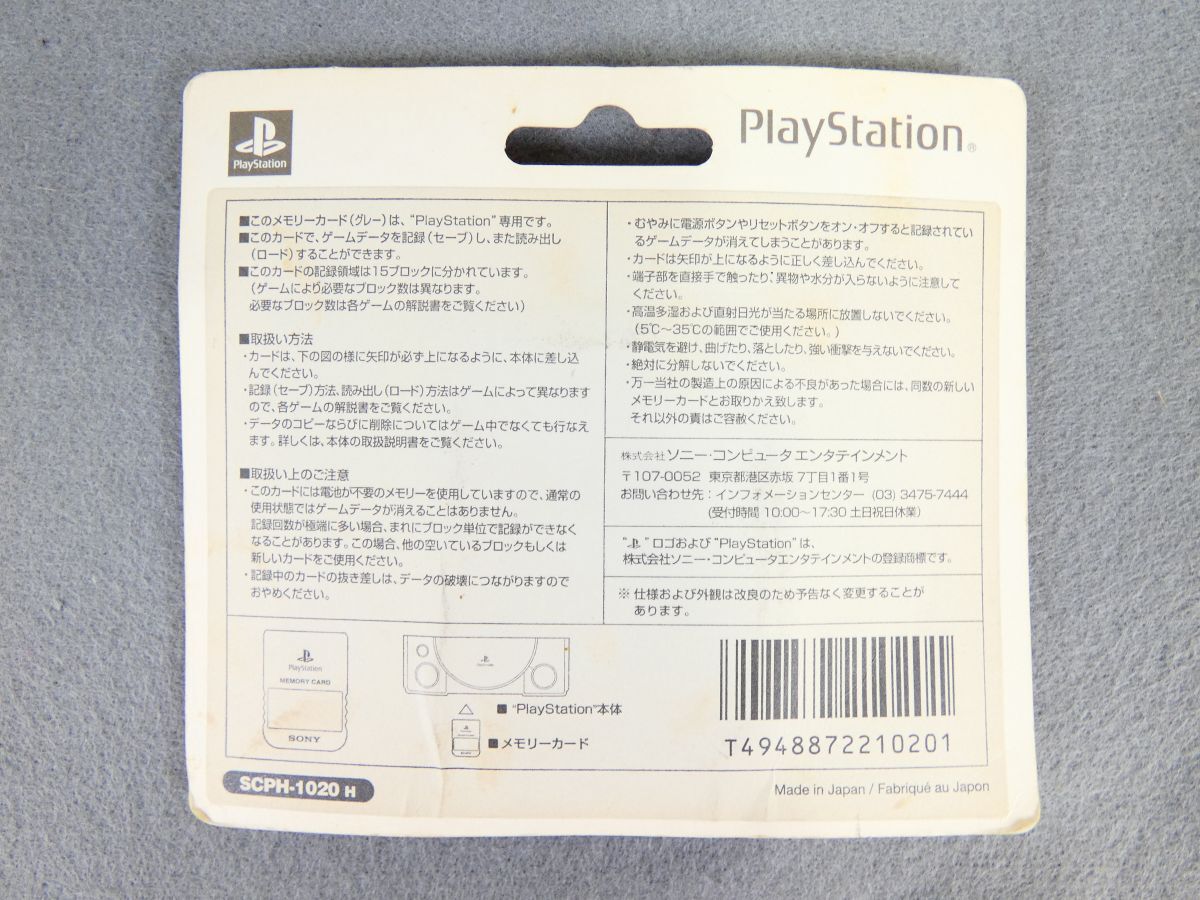 PlayStation
PlayStation®
■このメモリーカード(グレー)は、“PlayStation”専用です。
■このカードで、ゲームデータを記録(セーブ)し、また読み出し
(ロード)することができます。
■このカードの記録領域は15ブロックに分かれています。
(ゲームにより必要なブロック数は異なります。
必要なブロック数は各ゲームの解説書をご覧ください)
■取扱い方法
・カードは、下の図の様に矢印が必ず上になるように、本体に差し込
んでください。
・記録(セーブ)方法、読み出し(ロード)方法はゲームによって異なります
ので、各ゲームの解説書をご覧ください。
・データのコピーならびに削除についてはゲーム中でなくても行なえ
ます。詳しくは、本体の取扱説明書をご覧ください。
■取扱い上のご注意
・このカードには電池が不要のメモリーを使用していますので、通常の
使用状態ではゲームデータが消えることはありません。
記録回数が極端に多い場合、まれにブロック単位で記録ができなく
なることがあります。この場合、他の空いているブロックもしくは
新しいカードをご使用ください。
・記録中のカードの抜き差しは、データの破壊につながりますので
おやめください。
・むやみに電源ボタンやリセットボタンをオン・オフすると記録されてい
るゲームデータが消えてしまうことがあります。
・カードは矢印が上になるように正しく差し込んでください。
・端子部を直接手で触ったり、異物や水分が入らないように注意して
ください。
・高温多湿および直射日光が当たる場所に放置しないでください。
(5℃〜35℃の範囲でご使用ください。)
・静電気を避け、曲げたり、落としたり、強い衝撃を与えないでください。
・絶対に分解しないでください。
・万一当社の製造上の原因による不良があった場合には、同数の新しい
メモリーカードとお取りかえ致します。
それ以外の責はご容赦ください。
株式会社 ソニー・コンピュータ エンタテインメント
〒107-0052 東京都港区赤坂 7丁目1番1号
お問い合わせ先：インフォメーションセンター (03) 3475-7444
(受付時間 10:00〜17:30 土日祝日休業)
“ ” ロゴおよび“PlayStation”は、
株式会社ソニー・コンピュータエンタテインメントの登録商標です。
※ 仕様および外観は改良のため予告なく変更することが
あります。
PlayStation
MEMORY CARD
SONY
■ “PlayStation”本体
■ メモリーカード
T4948872210201
SCPH-1020 H
Made in Japan / Fabriqué au Japon